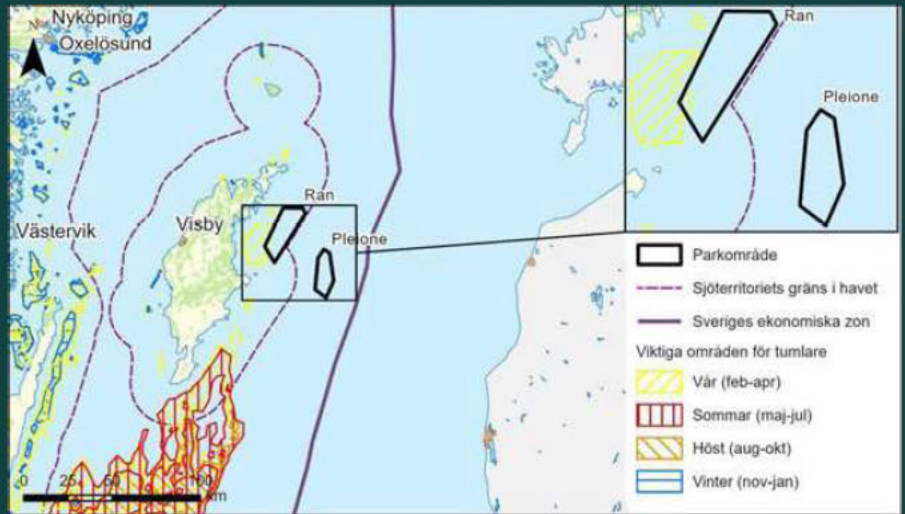 Nyköping
N
Oxelösund
Ran
Pleione
Ran
Visby
Västervik
Pleione
Parkområde
Sjöterritoriets gräns i havet
Sveriges ekonomiska zon
Viktiga områden för tumlare
Vår (feb-apr)
Sommar (maj-jul)
Höst (aug-okt)
Vinter (nov-jan)
0 25 50 100
km